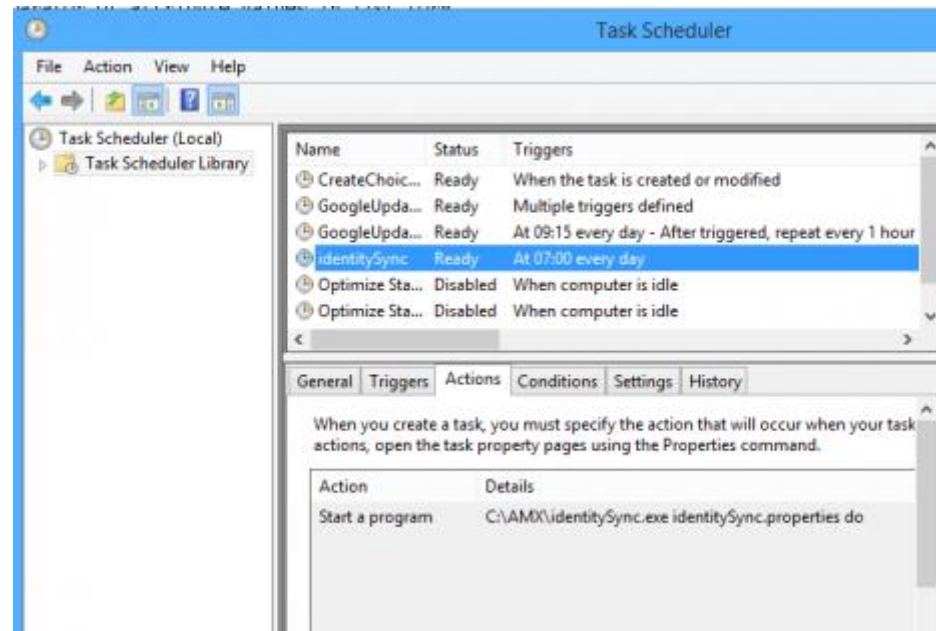 Task Scheduler
File Action View Help
Task Scheduler (Local)
Task Scheduler Library
Name Status Triggers
CreateChoic... Ready When the task is created or modified
GoogleUpda... Ready Multiple triggers defined
GoogleUpda... Ready At 09:15 every day - After triggered, repeat every 1 hour
identitySync Ready At 07:00 every day
Optimize Sta... Disabled When computer is idle
Optimize Sta... Disabled When computer is idle
General Triggers Actions Conditions Settings History
When you create a task, you must specify the action that will occur when your task
actions, open the task property pages using the Properties command.
Action Details
Start a program C:\AMX\identitySync.exe identitySync.properties do